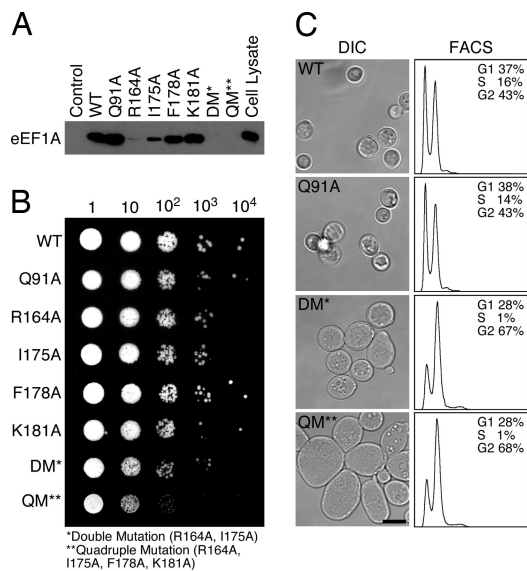 A
Control
WT
Q91A
R164A
I175A
F178A
K181A
DM*
QM**
Cell Lysate
eEF1A
B
1 10 10² 10³ 10⁴
WT
Q91A
R164A
I175A
F178A
K181A
DM*
QM**
*Double Mutation (R164A, I175A)
**Quadruple Mutation (R164A,
I175A, F178A, K181A)
C
DIC FACS
WT
G1 37%
S 16%
G2 43%
Q91A
G1 38%
S 14%
G2 43%
DM*
G1 28%
S 1%
G2 67%
QM**
G1 28%
S 1%
G2 68%